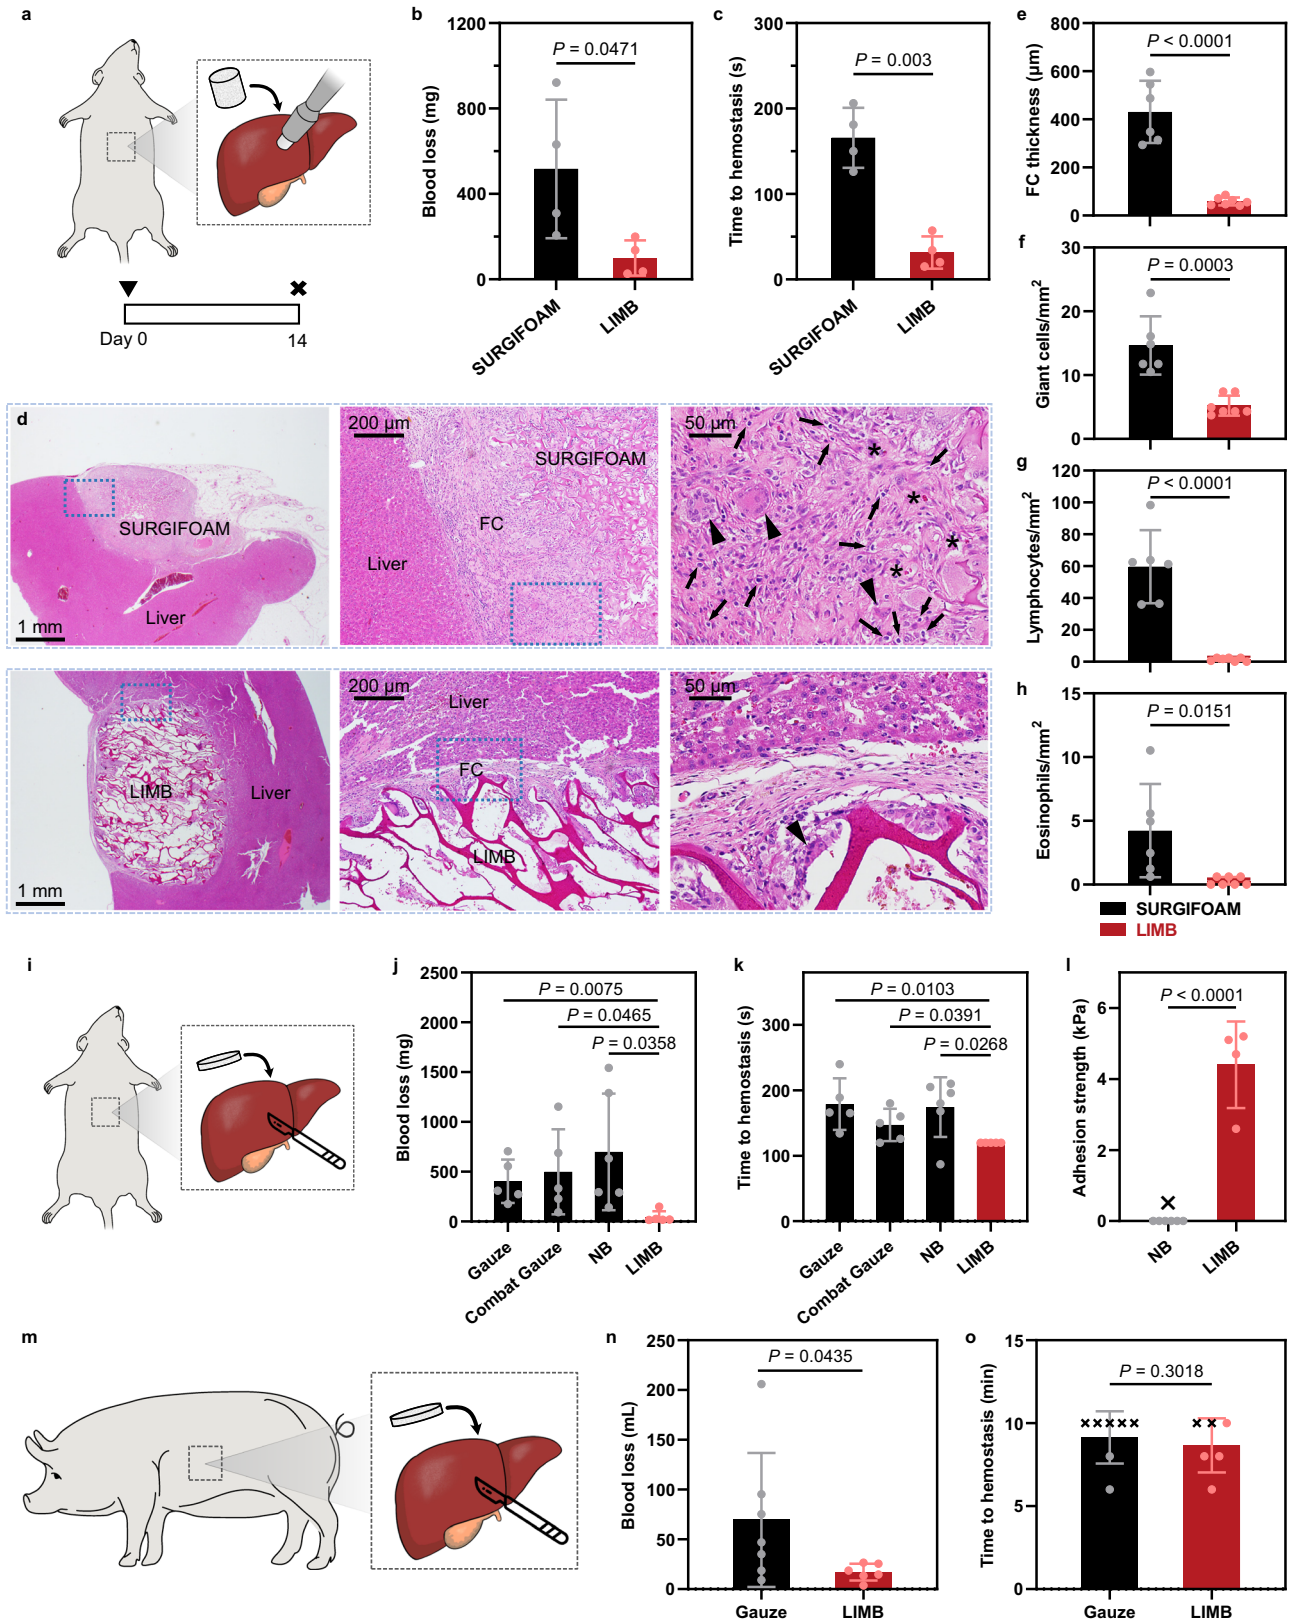 a
Day 0
14
b
Blood loss (mg)
1200
800
400
0
P = 0.0471
SURGIFOAM
LIMB
c
Time to hemostasis (s)
300
200
100
0
P = 0.003
SURGIFOAM
LIMB
e
FC thickness (µm)
800
600
400
200
0
P < 0.0001
f
Giant cells/mm2
30
20
10
0
P = 0.0003
g
Lymphocytes/mm2
120
100
80
60
40
20
0
P < 0.0001
h
Eosinophils/mm2
15
10
5
0
P = 0.0151
SURGIFOAM
LIMB
d
SURGIFOAM
Liver
1 mm
200 µm
SURGIFOAM
FC
Liver
50 µm
* * * *
LIMB
Liver
1 mm
200 µm
Liver
FC
LIMB
50 µm
i
j
Blood loss (mg)
2500
2000
1500
1000
500
0
P = 0.0075
P = 0.0465
P = 0.0358
Gauze
Combat Gauze
NB
LIMB
k
Time to hemostasis (s)
300
200
100
0
P = 0.0103
P = 0.0391
P = 0.0268
Gauze
Combat Gauze
NB
LIMB
l
Adhesion strength (kPa)
6
4
2
0
P < 0.0001
NB
LIMB
m
n
Blood loss (mL)
250
200
150
100
50
0
P = 0.0435
Gauze
LIMB
o
Time to hemostasis (min)
15
10
5
0
P = 0.3018
Gauze
LIMB